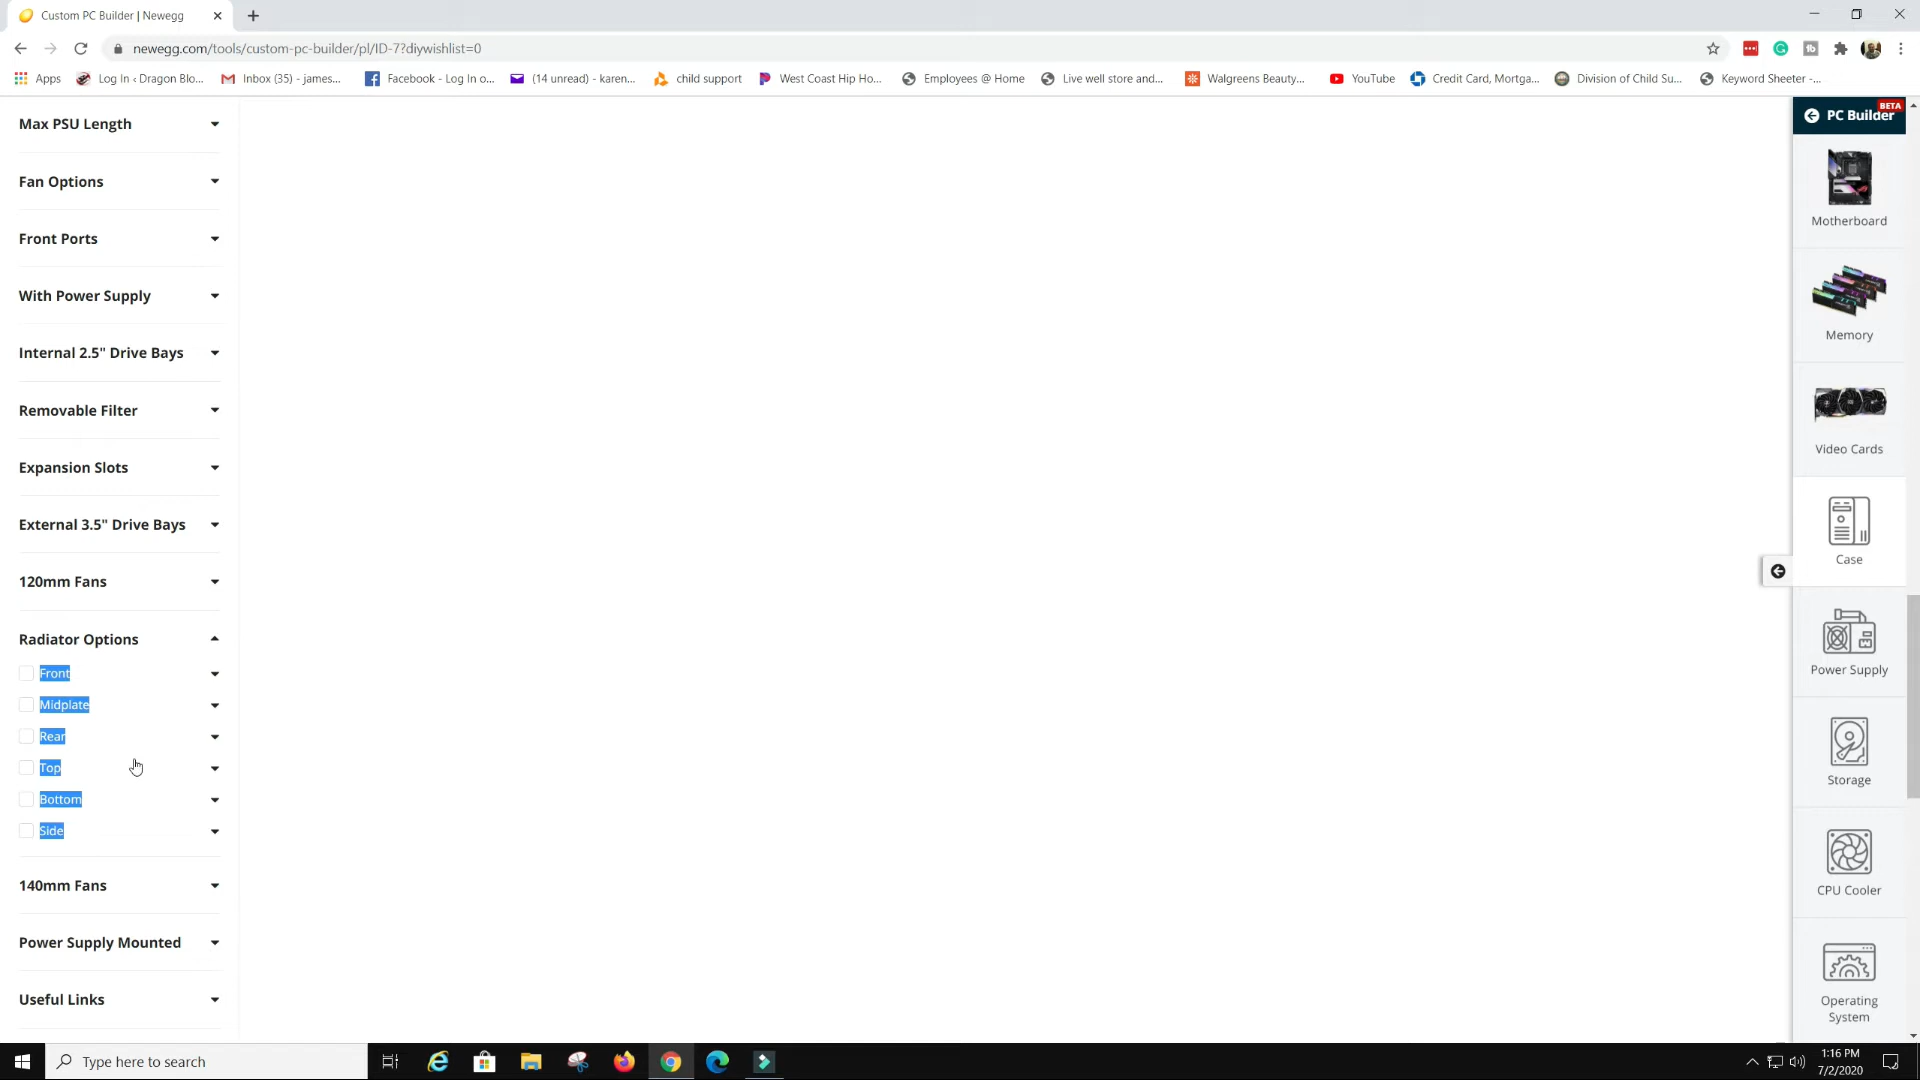 Custom PC Builder | Newegg
newegg.com/tools/custom-pc-builder/pl/ID-7?diywishlist=0
Apps
Log In ‹ Dragon Blo...
Inbox (35) - james...
Facebook - Log In o...
(14 unread) - karen...
child support
West Coast Hip Ho...
Employees @ Home
Live well store and...
Walgreens Beauty...
YouTube
Credit Card, Mortga...
Division of Child Su...
Keyword Sheeter -...
Max PSU Length
Fan Options
Front Ports
With Power Supply
Internal 2.5" Drive Bays
Removable Filter
Expansion Slots
External 3.5" Drive Bays
120mm Fans
Radiator Options
Front
Midplate
Rear
Top
Bottom
Side
140mm Fans
Power Supply Mounted
Useful Links
BETA
PC Builder
Motherboard
Memory
Video Cards
Case
Power Supply
Storage
CPU Cooler
Operating
System
Type here to search
1:16 PM
7/2/2020